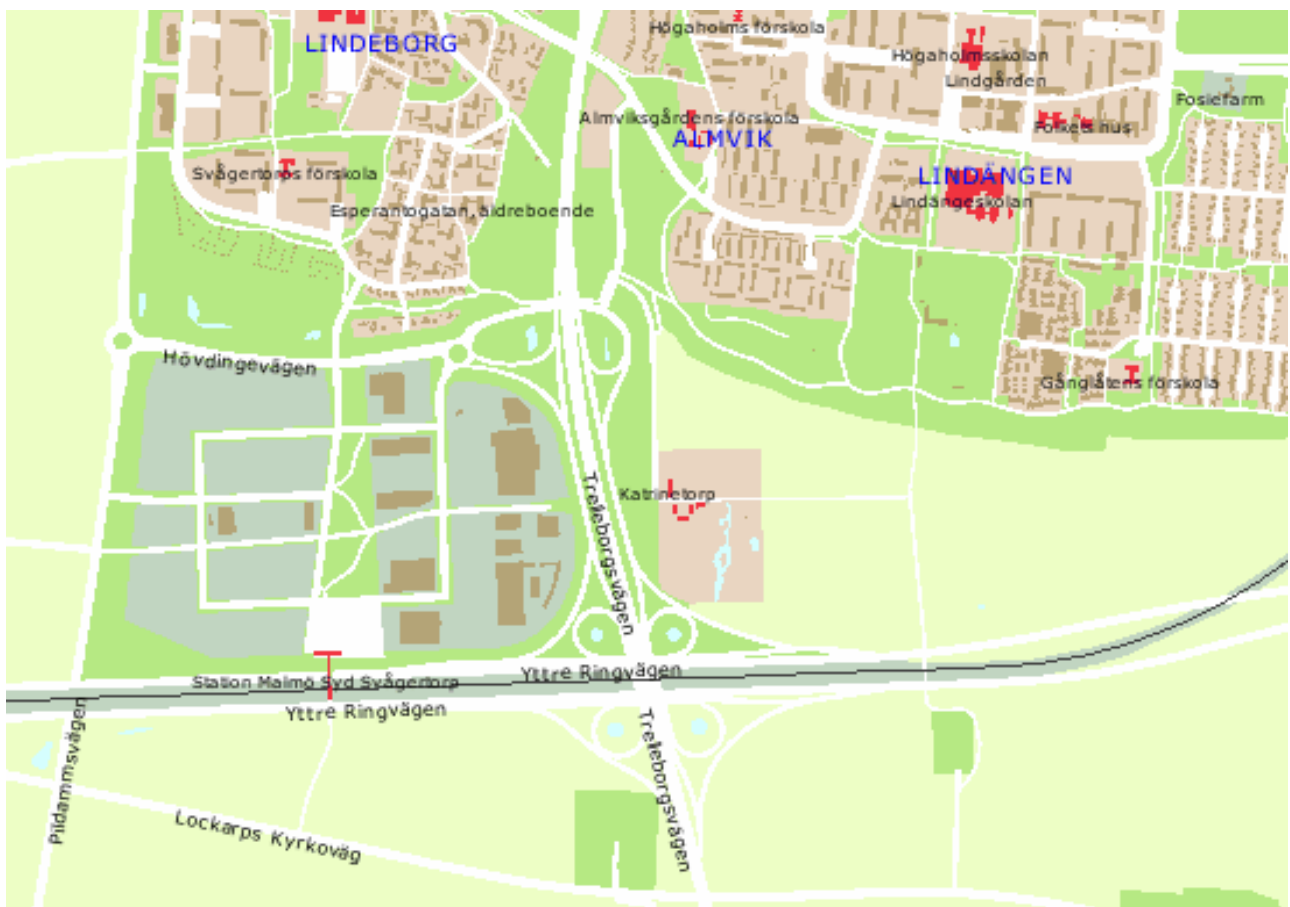 Högaholms förskola
LINDEBORG
Högaholmsskolan
Lindgården
Fosiefarm
Almviksgårdens förskola
Folkets hus
ALMVIK
Svågertorps förskola
LINDÄNGEN
Lindängeskolan
Esperantogatan, äldreboende
Hövdingevägen
Gånglåtens förskola
Katrinetorp
Trelleborgsvägen
Yttre Ringvägen
Station Malmö Syd Svågertorp
Yttre Ringvägen
Pildammsvägen
Trelleborgsvägen
Lockarps Kyrkoväg